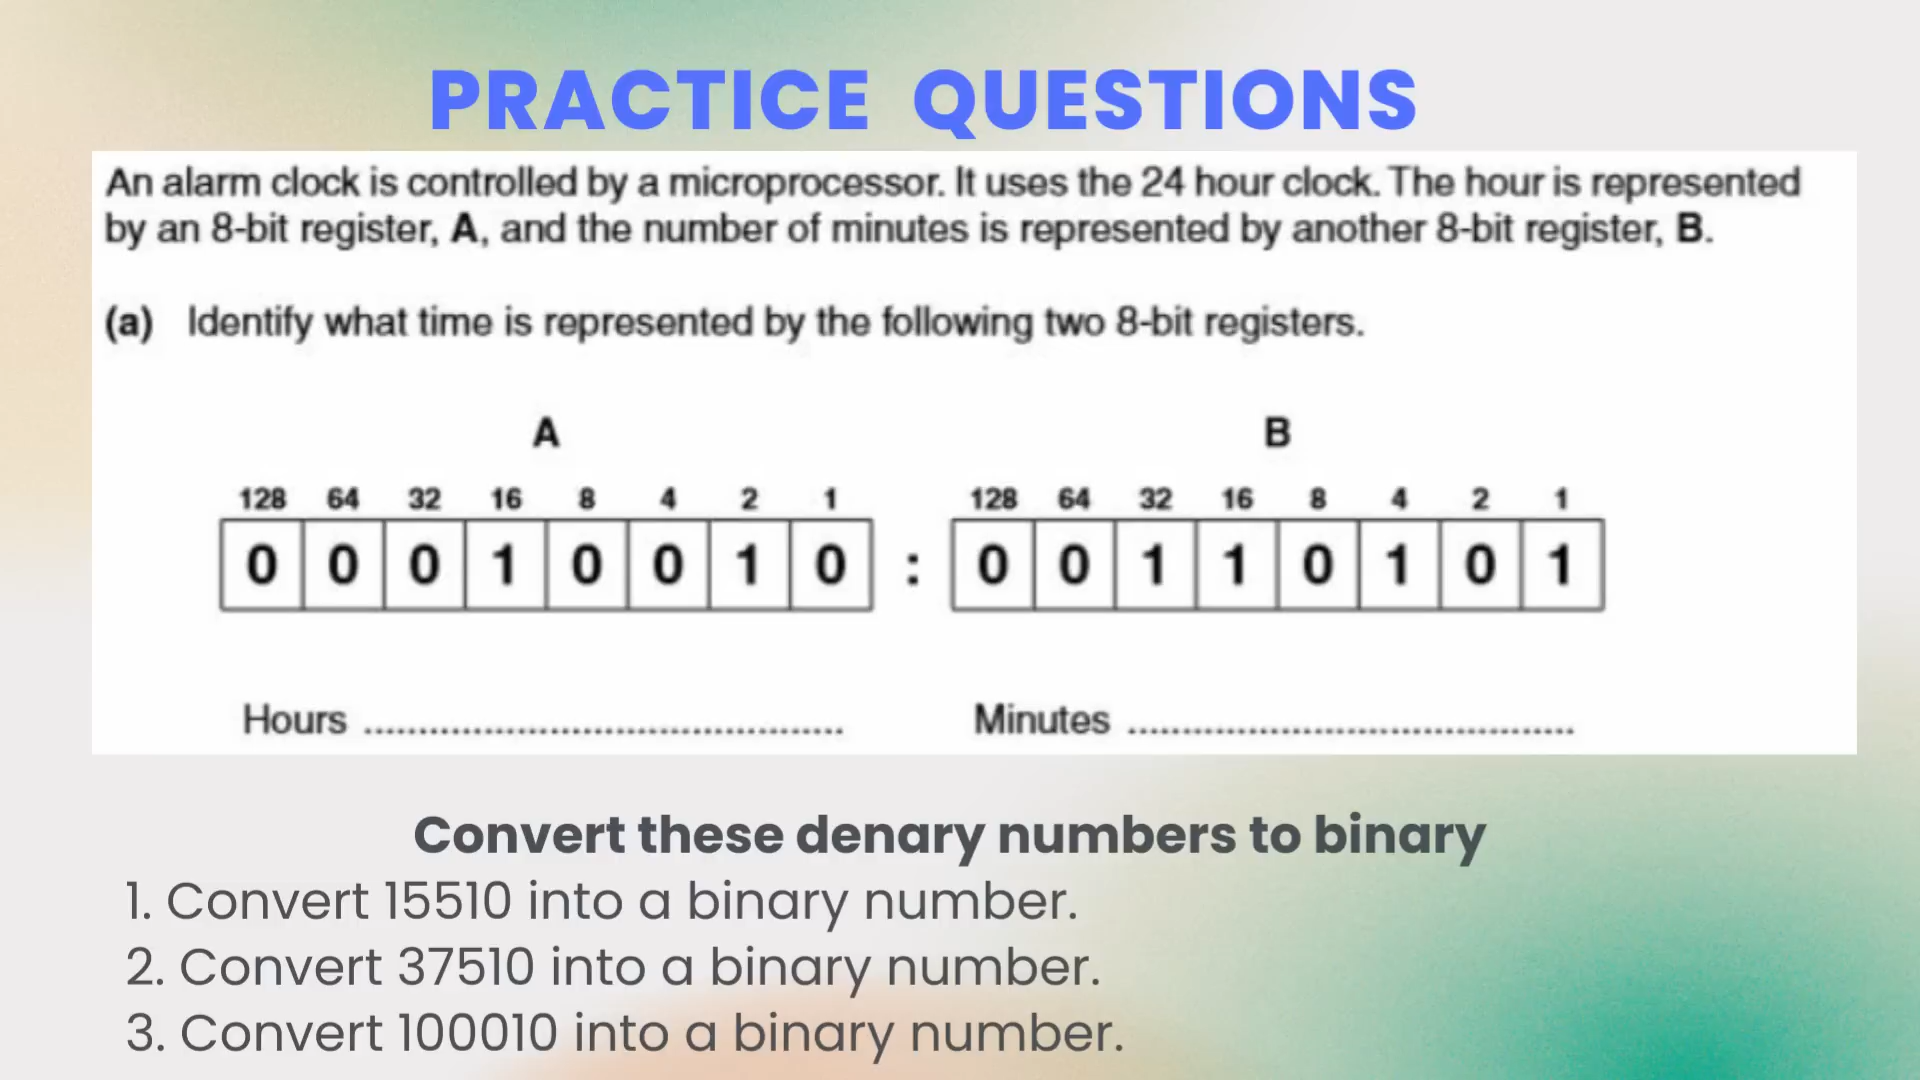 PRACTICE QUESTIONS
An alarm clock is controlled by a microprocessor. It uses the 24 hour clock. The hour is represented
by an 8-bit register, A, and the number of minutes is represented by another 8-bit register, B.
(a) Identify what time is represented by the following two 8-bit registers.
A B
128 64 32 16 8 4 2 1 128 64 32 16 8 4 2 1
0 0 0 1 0 0 1 0 : 0 0 1 1 0 1 0 1
Hours ............................................ Minutes .........................................
Convert these denary numbers to binary
1. Convert 15510 into a binary number.
2. Convert 37510 into a binary number.
3. Convert 100010 into a binary number.